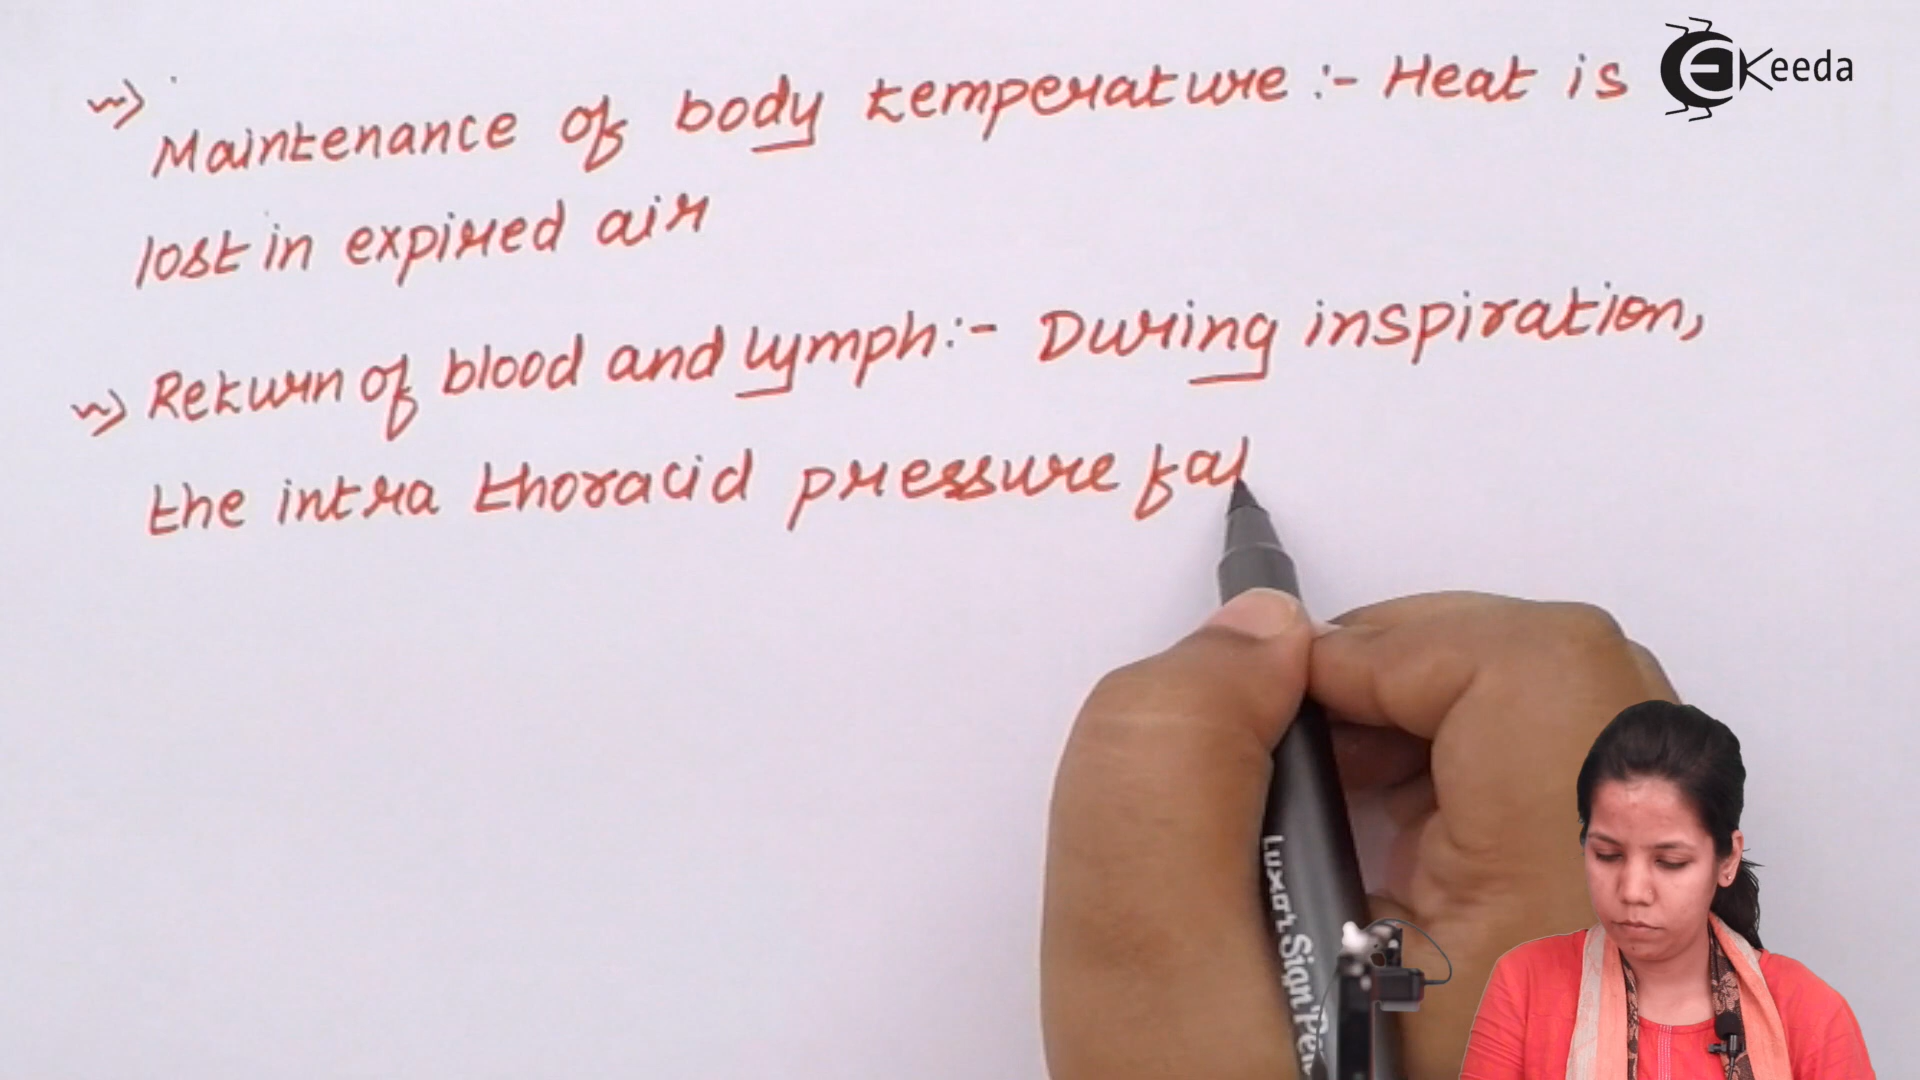 ~> Maintenance of body temperature :- Heat is
lost in expired air
~> Return of blood and lymph :- During inspiration,
the intra thoracid pressure fal
EKeeda
Luxor Sign Pen